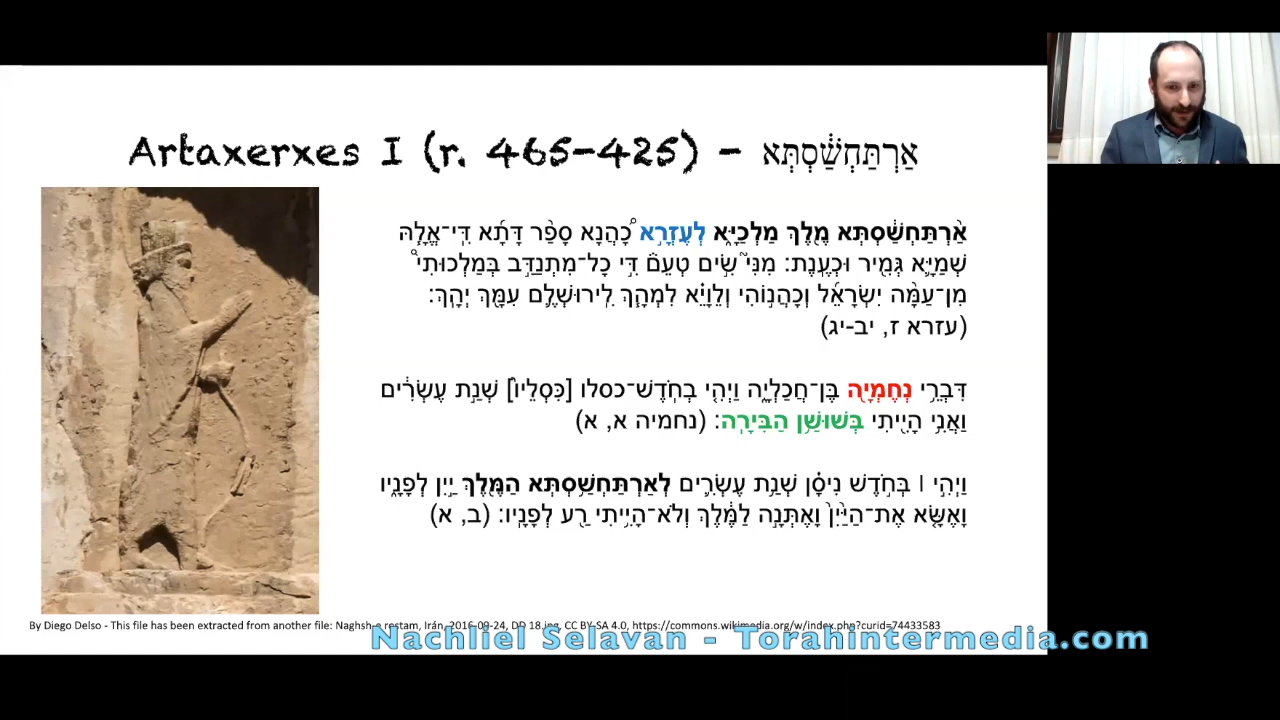 Artaxerxes I (r. 465-425) - אַרְתַּחְשַׁ֔סְתְּא
אַ֨רְתַּחְשַׁ֔סְתְּא מֶ֖לֶךְ מַלְכַיָּ֑א לְעֶזְרָ֣א כָ֠הֲנָא סָפַ֨ר דָּתָ֜א דִּֽי־אֱלָ֧הּ
שְׁמַיָּ֛א גְּמִ֖יר וּכְעֶֽנֶת׃ מִנִּי֮ שִׂ֣ים טְעֵם֒ דִּ֣י כׇל־מִתְנַדַּ֣ב בְּמַלְכוּתִי֩
מִן־עַמָּ֨ה יִשְׂרָאֵ֜ל וְכָהֲנ֣וֹהִי וְלֵוָיֵ֗א לִמְהָ֧ךְ לִֽירוּשְׁלֶ֛ם עִמָּ֖ךְ יְהָֽךְ׃
(עזרא ז, יב-יג)
דִּבְרֵ֥י נְחֶמְיָ֖ה בֶּן־חֲכַלְיָ֑ה וַיְהִ֤י בְחֹֽדֶשׁ־כסלו [כִּסְלֵיו֙] שְׁנַ֣ת עֶשְׂרִ֔ים
וַאֲנִ֥י הָיִ֖יתִי בְּשׁוּשַׁ֥ן הַבִּירָֽה׃ (נחמיה א, א)
וַיְהִ֣י ׀ בְּחֹ֣דֶשׁ נִיסָ֗ן שְׁנַ֥ת עֶשְׂרִ֛ים לְאַרְתַּחְשַׁ֥סְתְּא הַמֶּ֖לֶךְ יַ֣יִן לְפָנָ֑יו
וָאֶשָּׂ֤א אֶת־הַיַּ֙יִן֙ וָאֶתְּנָ֣ה לַמֶּ֔לֶךְ וְלֹא־הָיִ֥יתִי רַ֖ע לְפָנָֽיו׃ (ב, א)
By Diego Delso - This file has been extracted from another file: Naghsh-e rostam, Irán, 2016-09-24, DD 18.jpg, CC BY-SA 4.0, https://commons.wikimedia.org/w/index.php?curid=74433583
Nachliel Selavan - Torahintermedia.com